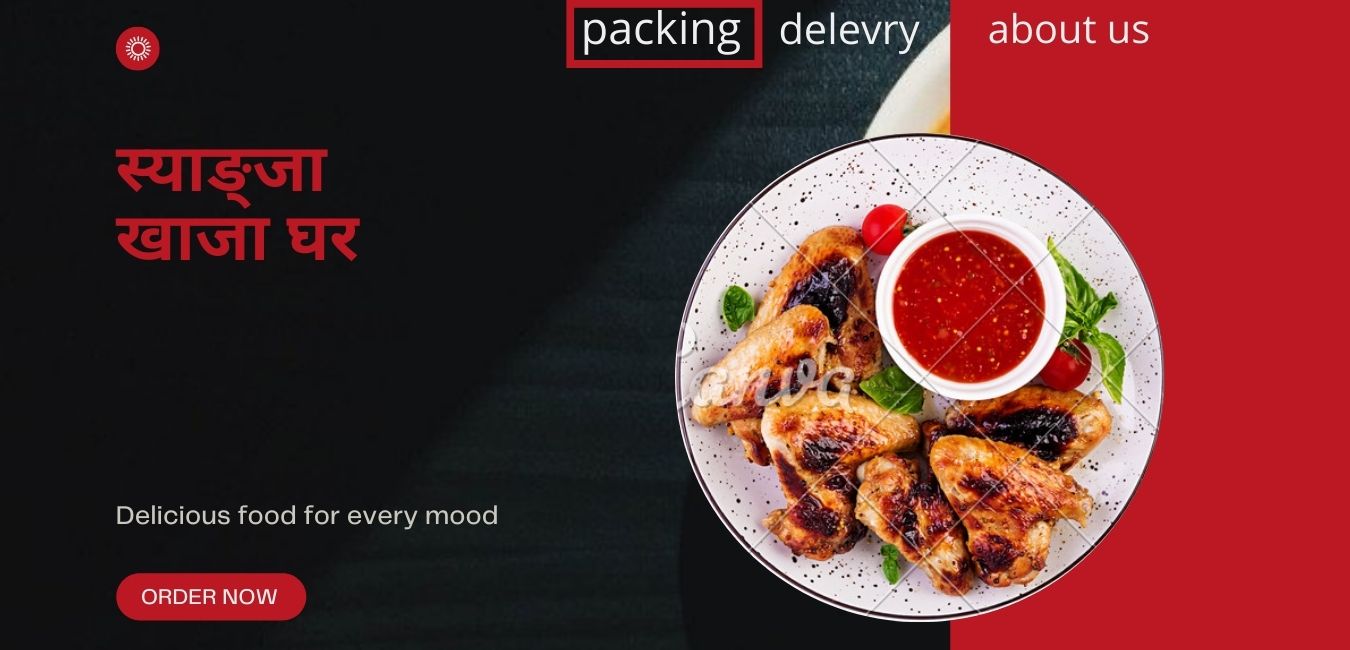 packing delevry about us
स्याङ्जा
खाजा घर
Canva
Delicious food for every mood
ORDER NOW